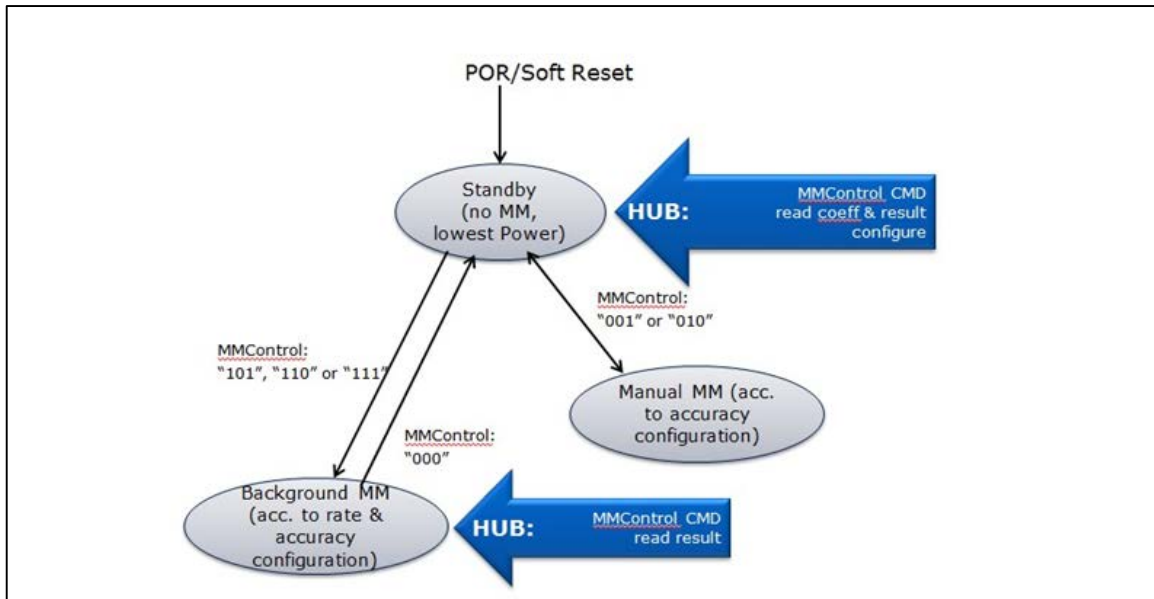 POR/Soft Reset
Standby
(no MM,
lowest Power)
HUB:
MMControl CMD
read coeff & result
configure
MMControl:
"001" or "010"
MMControl:
"101", "110" or "111"
Manual MM (acc.
to accuracy
configuration)
MMControl:
"000"
Background MM
(acc. to rate &
accuracy
configuration)
HUB:
MMControl CMD
read result